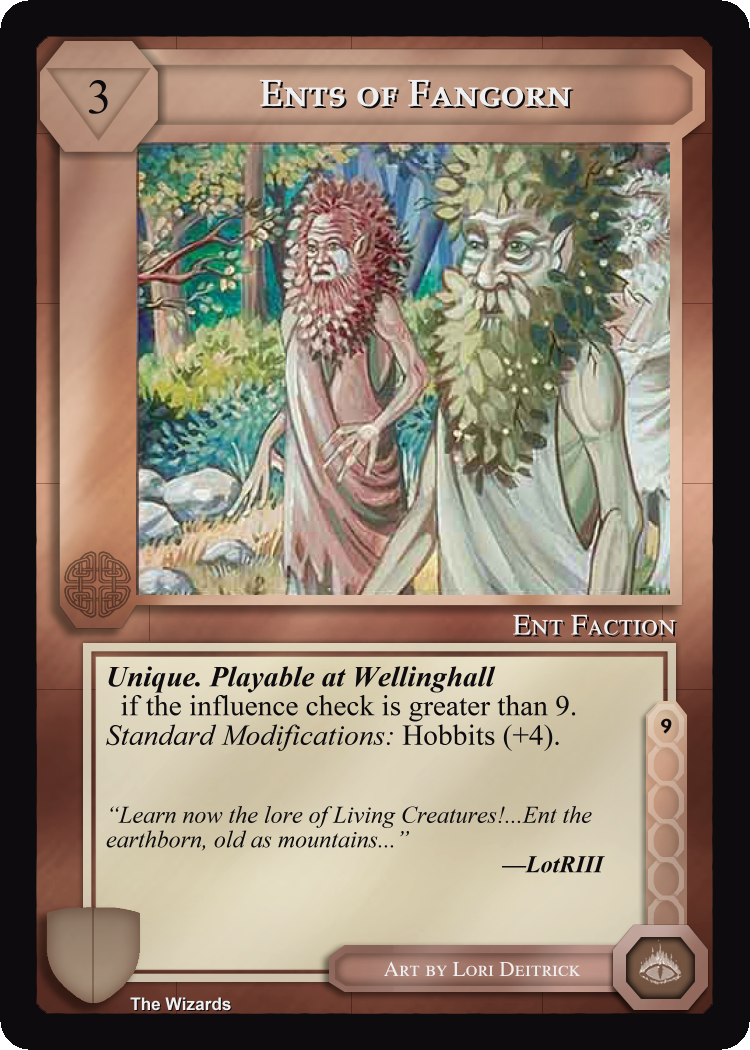 3
Ents of Fangorn
Ent Faction
Unique. Playable at Wellinghall
if the influence check is greater than 9.
Standard Modifications: Hobbits (+4).
9
“Learn now the lore of Living Creatures!...Ent the
earthborn, old as mountains...”
—LotRIII
Art by Lori Deitrick
The Wizards